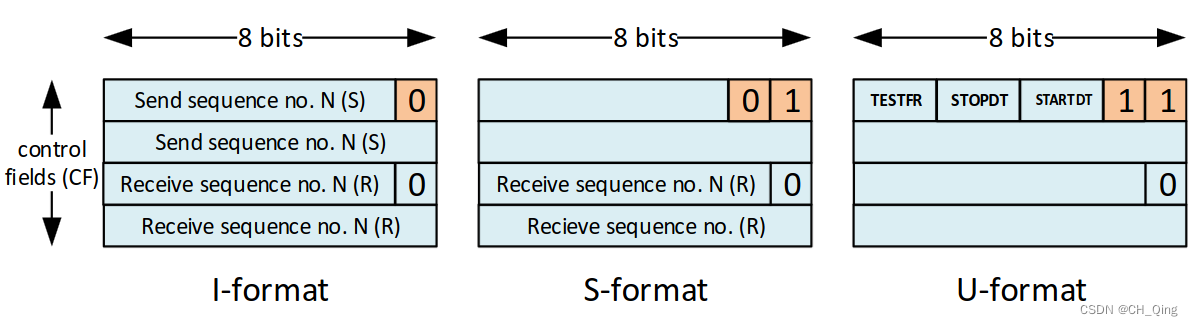 8 bits 8 bits 8 bits
Send sequence no. N (S) 0 0 1 TESTFR STOPDT STARTDT 1 1
control
fields (CF)
Send sequence no. N (S)
Receive sequence no. N (R) 0 Receive sequence no. N (R) 0 0
Receive sequence no. N (R) Recieve sequence no. (R)
I-format S-format U-format
CSDN @CH_Qing